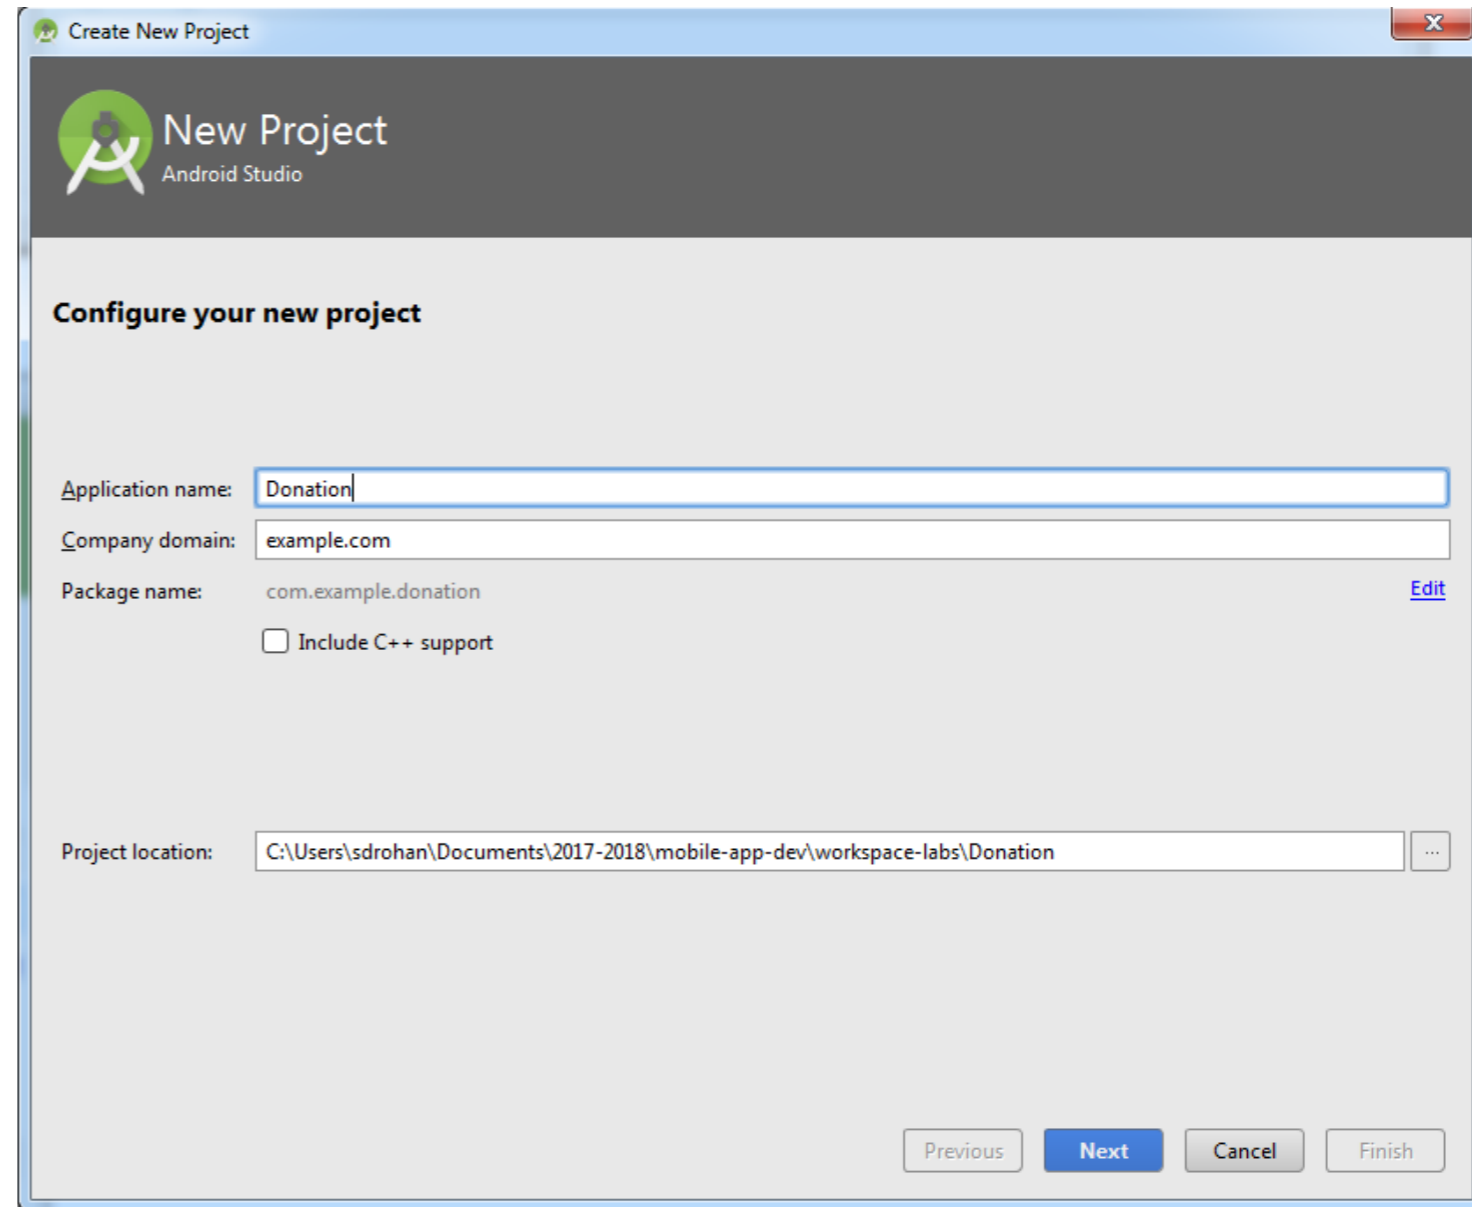 Create New Project
New Project
Android Studio
Configure your new project
Application name: Donation
Company domain: example.com
Package name: com.example.donation Edit
Include C++ support
Project location: C:\Users\sdrohan\Documents\2017-2018\mobile-app-dev\workspace-labs\Donation ...
Previous Next Cancel Finish